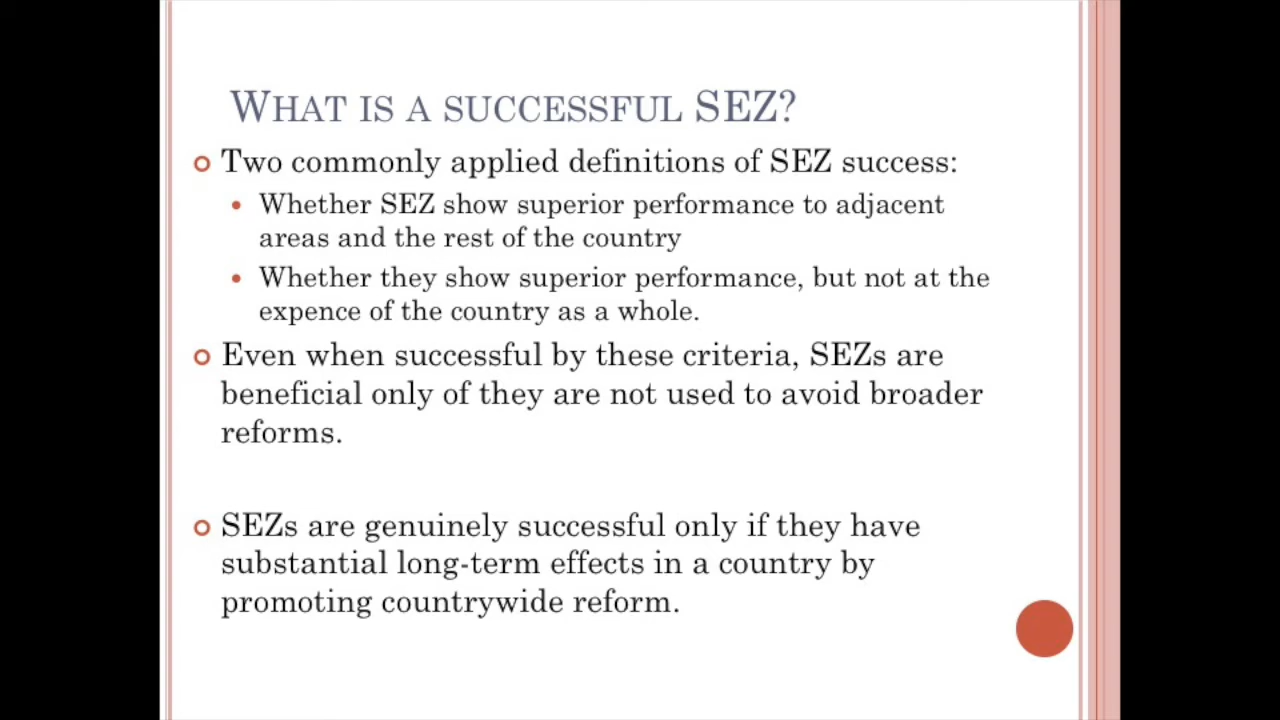 WHAT IS A SUCCESSFUL SEZ?
Two commonly applied definitions of SEZ success:
Whether SEZ show superior performance to adjacent
areas and the rest of the country
Whether they show superior performance, but not at the
expence of the country as a whole.
Even when successful by these criteria, SEZs are
beneficial only of they are not used to avoid broader
reforms.
SEZs are genuinely successful only if they have
substantial long-term effects in a country by
promoting countrywide reform.